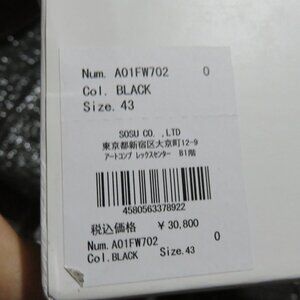 Num. A01FW702 0
Col. BLACK
Size. 43
SOSU CO. ,LTD
東京都新宿区大京町12-9
アートコンプ レックスセンター B1階
4580563378922
税込価格 ¥ 30,800
Num. A01FW702 0
Col. BLACK Size. 43